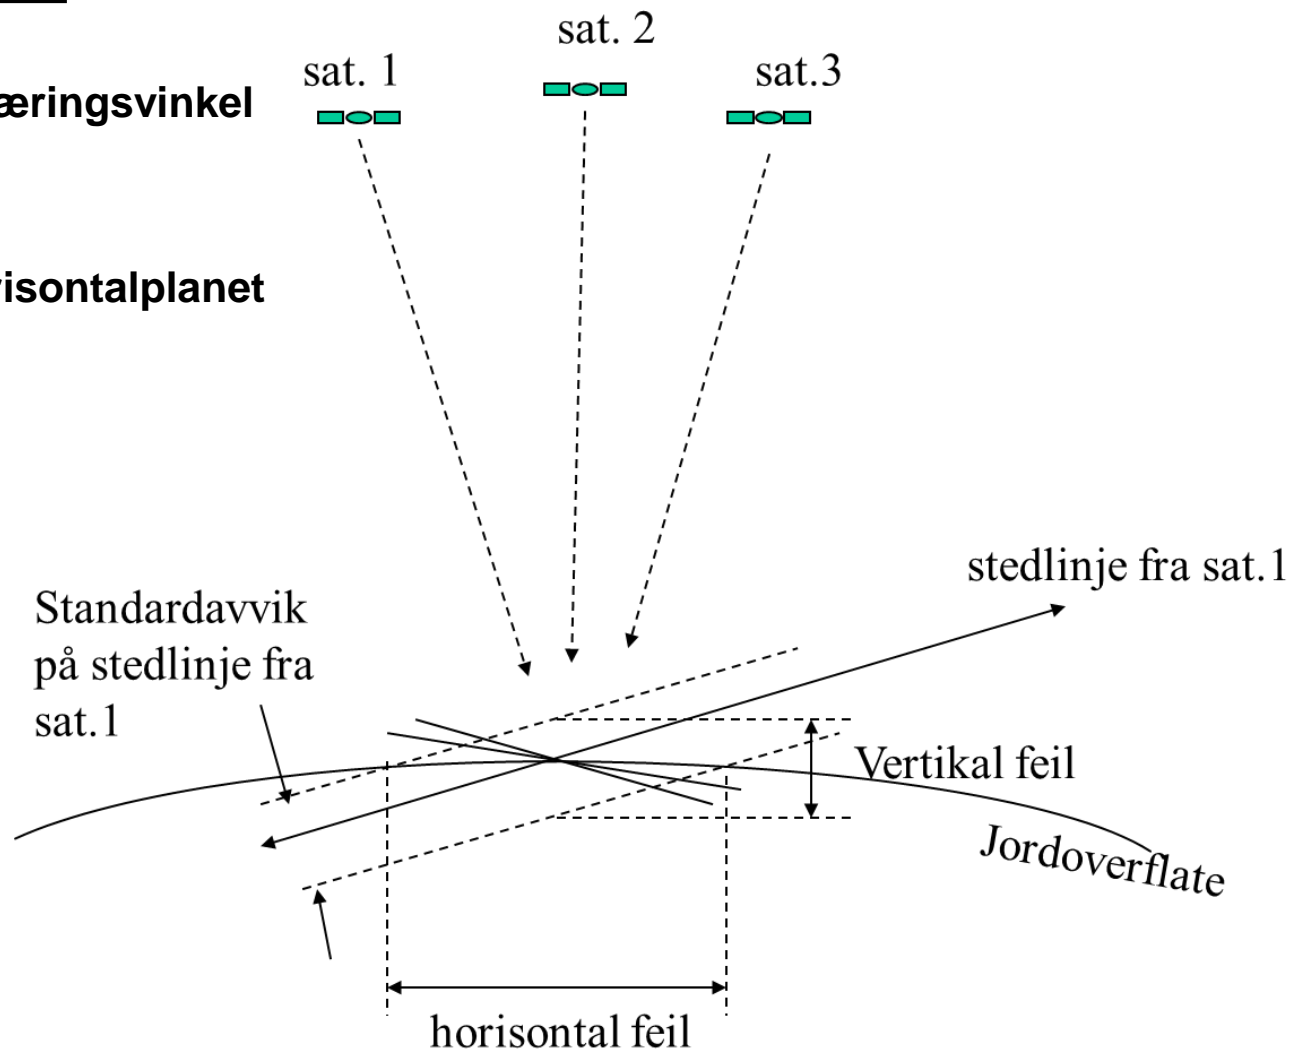 sat. 2
sat. 1
sat.3
æringsvinkel
isontalplanet
stedlinje fra sat.1
Standardavvik
på stedlinje fra
sat.1
Vertikal feil
Jordoverflate
horisontal feil